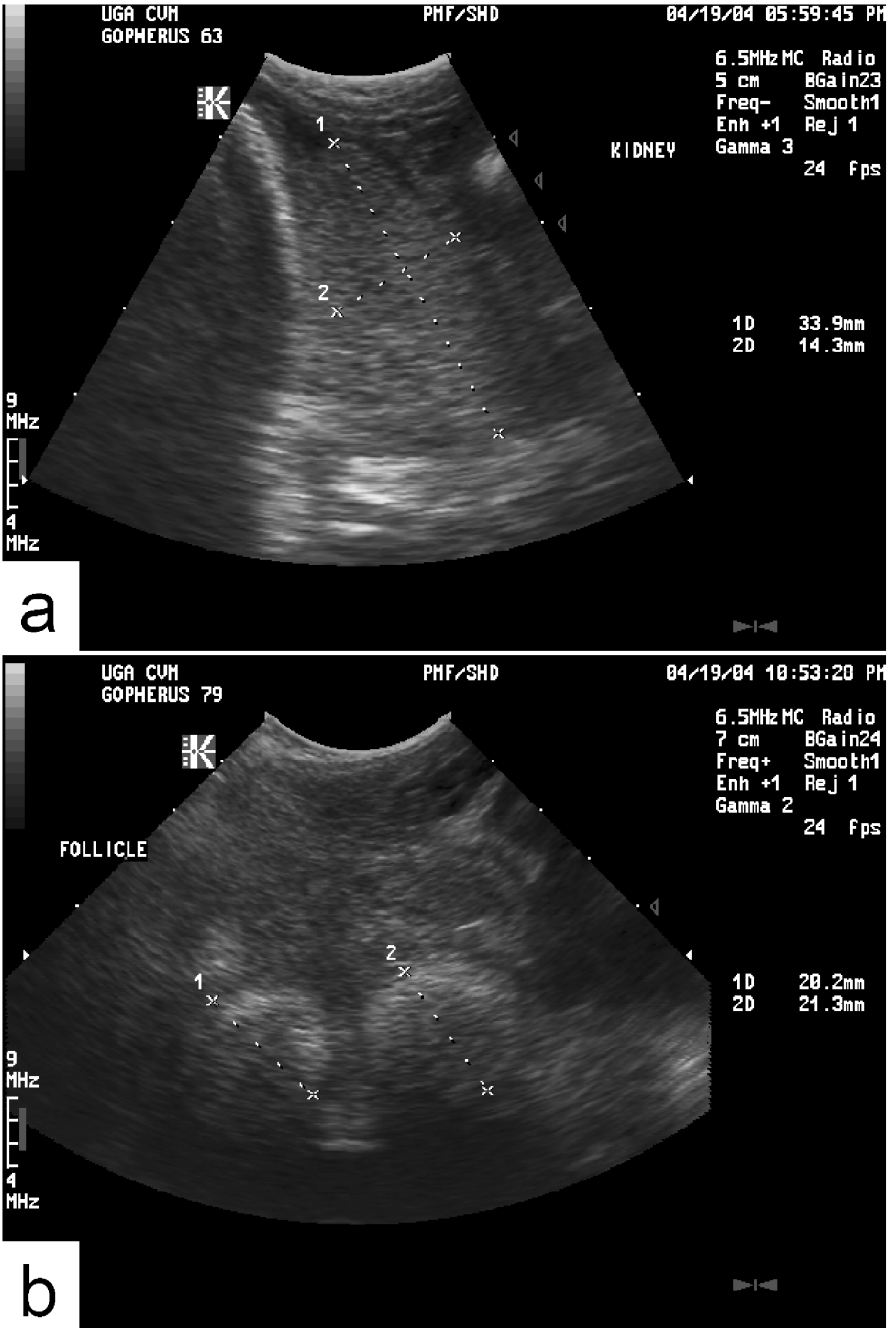 UGA CVM PMF/SHD 04/19/04 05:59:45 PM
GOPHERUS 63
6.5MHz MC Radio
5 cm BGain23
Freq- Smooth1
Enh +1 Rej 1
Gamma 3
24 fps
K
1
KIDNEY
2
1D 33.9mm
2D 14.3mm
9
MHz
4
MHz
a
UGA CVM PMF/SHD 04/19/04 10:53:20 PM
GOPHERUS 79
6.5MHz MC Radio
7 cm BGain24
Freq+ Smooth1
Enh +1 Rej 1
Gamma 2
24 fps
K
FOLLICLE
2
1
1D 20.2mm
2D 21.3mm
9
MHz
4
MHz
b